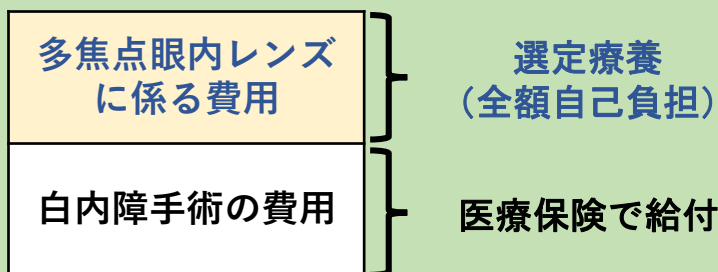 多焦点眼内レンズ
に係る費用
選定療養
（全額自己負担）
白内障手術の費用
医療保険で給付